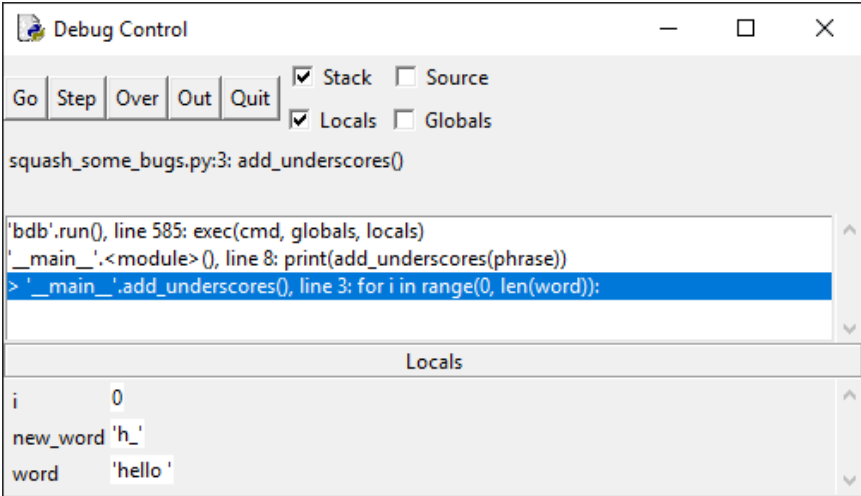 Debug Control
Go Step Over Out Quit
Stack Source
Locals Globals
squash_some_bugs.py:3: add_underscores()
'bdb'.run(), line 585: exec(cmd, globals, locals)
'__main__'.<module>(), line 8: print(add_underscores(phrase))
> '__main__'.add_underscores(), line 3: for i in range(0, len(word)):
Locals
i 0
new_word 'h_'
word 'hello '